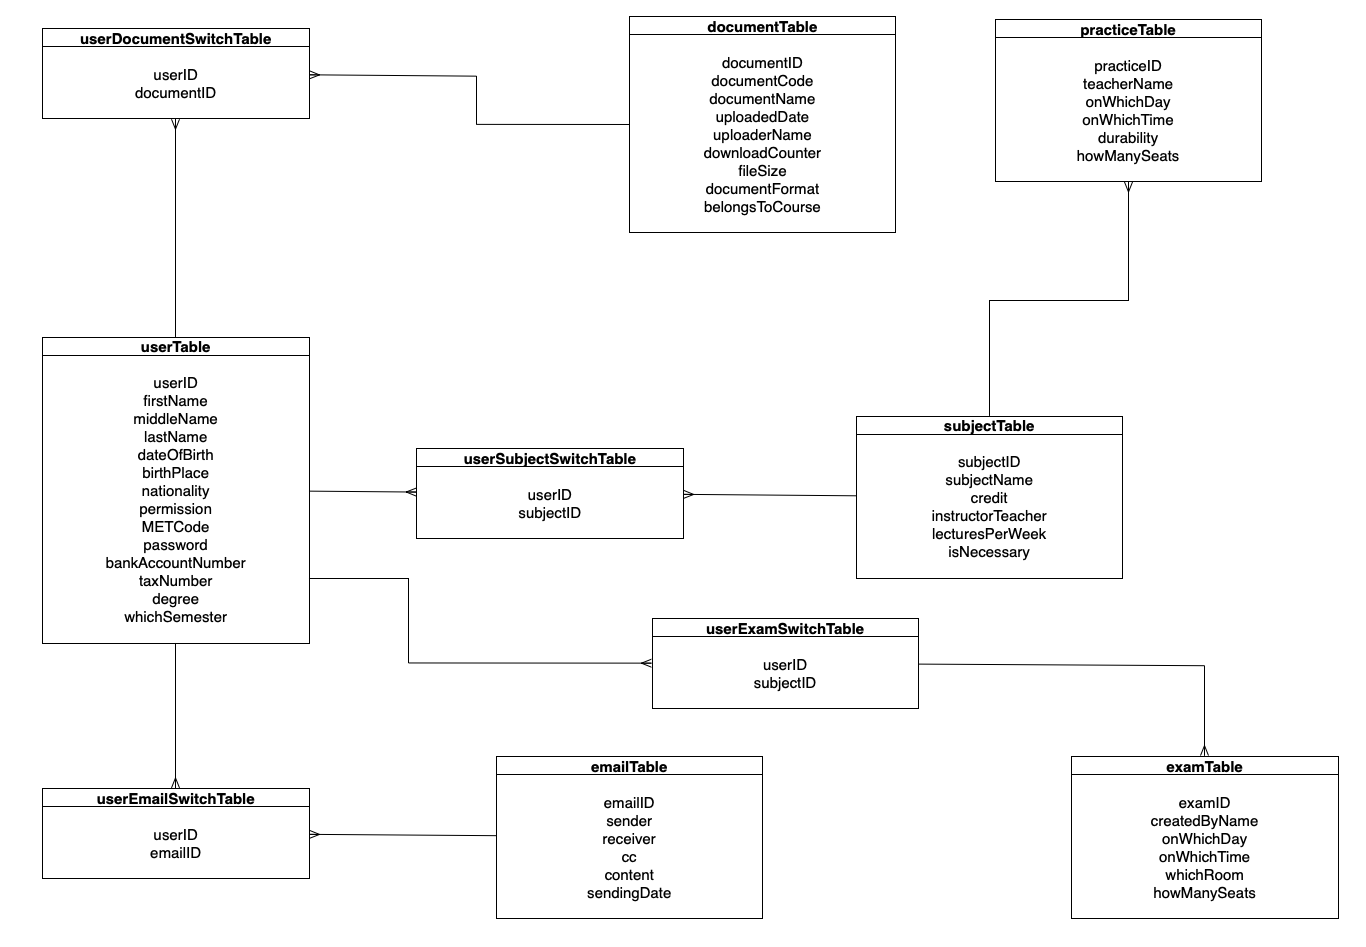 userDocumentSwitchTable
userID
documentID
documentTable
documentID
documentCode
documentName
uploadedDate
uploaderName
downloadCounter
fileSize
documentFormat
belongsToCourse
practiceTable
practiceID
teacherName
onWhichDay
onWhichTime
durability
howManySeats
userTable
userID
firstName
middleName
lastName
dateOfBirth
birthPlace
nationality
permission
METCode
password
bankAccountNumber
taxNumber
degree
whichSemester
userSubjectSwitchTable
userID
subjectID
subjectTable
subjectID
subjectName
credit
instructorTeacher
lecturesPerWeek
isNecessary
userExamSwitchTable
userID
subjectID
userEmailSwitchTable
userID
emailID
emailTable
emailID
sender
receiver
cc
content
sendingDate
examTable
examID
createdByName
onWhichDay
onWhichTime
whichRoom
howManySeats